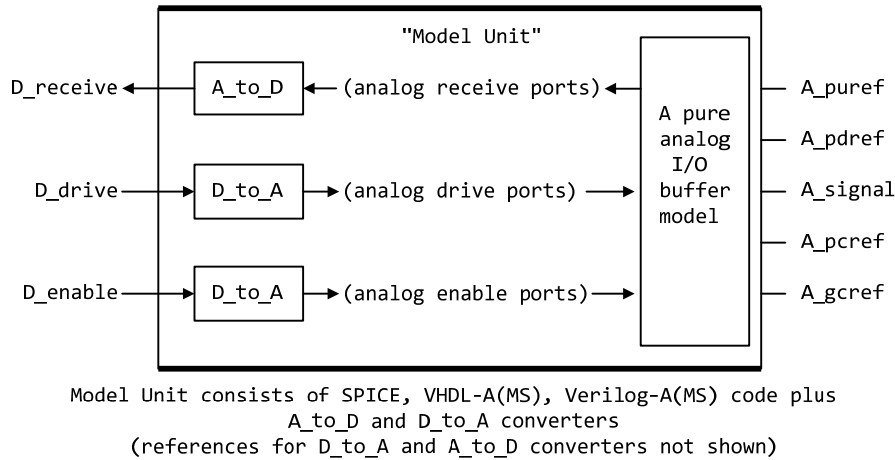 "Model Unit"
D_receive A_to_D (analog receive ports) A_puref
A pure
analog
I/O
buffer
model
A_pdref
D_drive D_to_A (analog drive ports) A_signal
A_pcref
D_enable D_to_A (analog enable ports) A_gcref
Model Unit consists of SPICE, VHDL-A(MS), Verilog-A(MS) code plus
A_to_D and D_to_A converters
(references for D_to_A and A_to_D converters not shown)